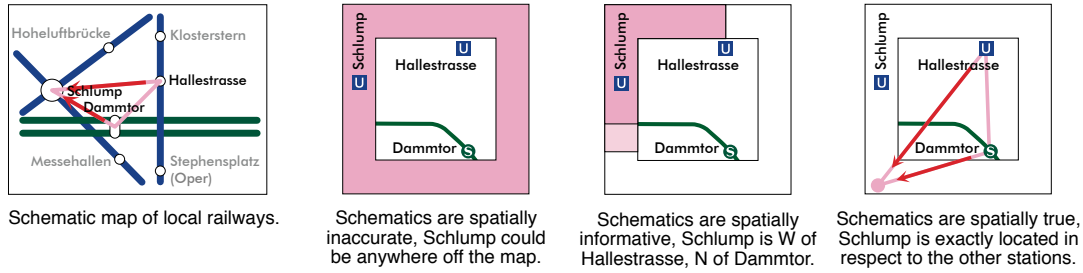 Hoheluftbrücke
Klosterstern
Hallestrasse
Schlump
Dammtor
Messehallen
Stephensplatz
(Oper)
Schematic map of local railways.
U Schlump
U
Hallestrasse
Dammtor S
Schematics are spatially
inaccurate, Schlump could
be anywhere off the map.
U Schlump
U
Hallestrasse
Dammtor S
Schematics are spatially
informative, Schlump is W of
Hallestrasse, N of Dammtor.
U Schlump
U
Hallestrasse
Dammtor S
Schematics are spatially true,
Schlump is exactly located in
respect to the other stations.